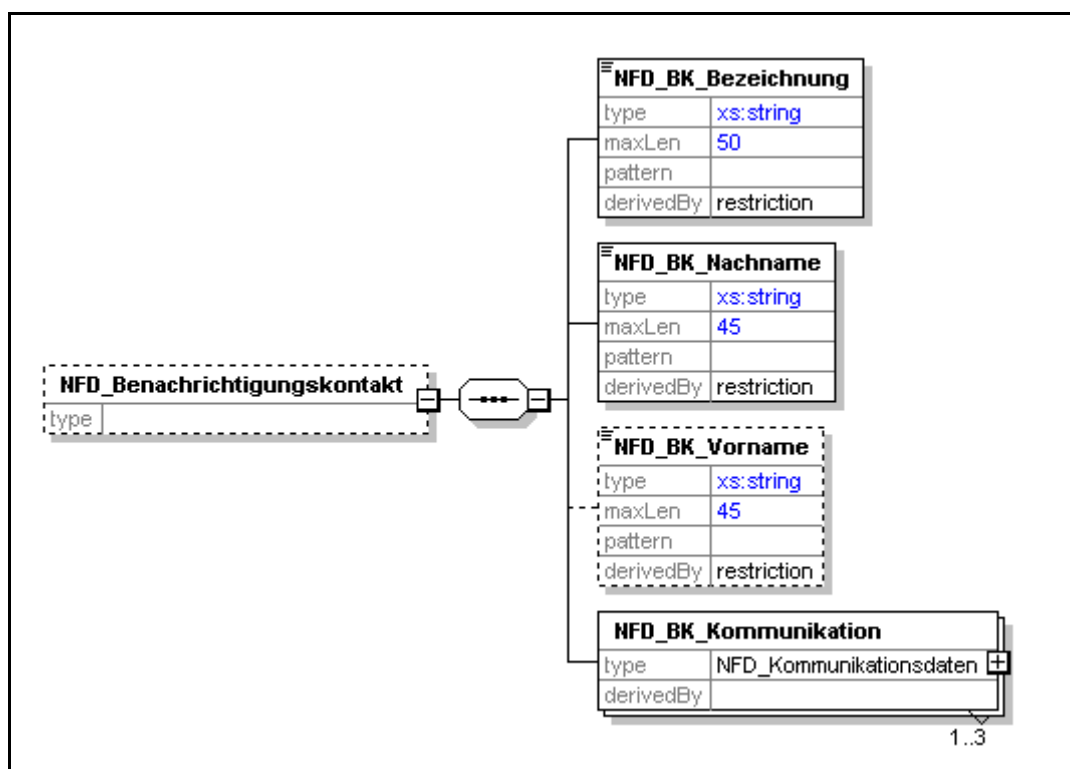 NFD_BK_Bezeichnung
type xs:string
maxLen 50
pattern
derivedBy restriction
NFD_BK_Nachname
type xs:string
maxLen 45
pattern
derivedBy restriction
NFD_Benachrichtigungskontakt
type
NFD_BK_Vorname
type xs:string
maxLen 45
pattern
derivedBy restriction
NFD_BK_Kommunikation
type NFD_Kommunikationsdaten
derivedBy
1..3